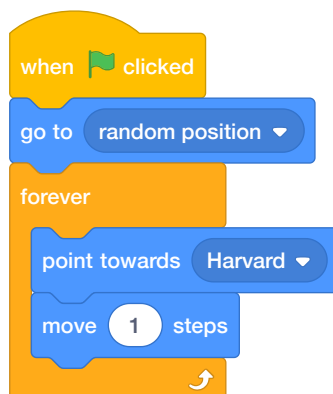 when clicked
go to random position
forever
point towards Harvard
move 1 steps